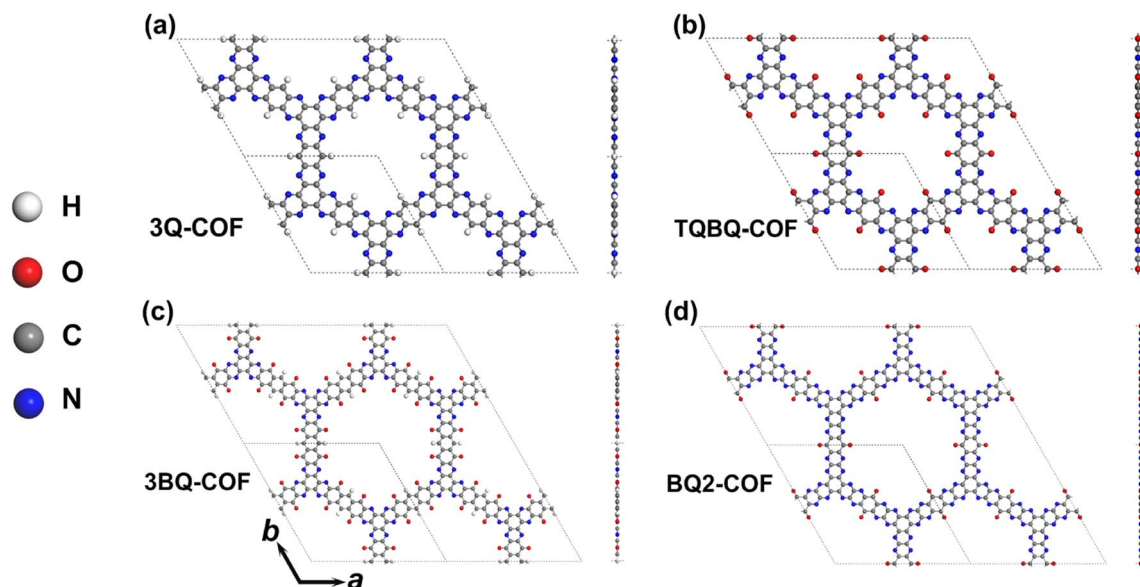 (a)
3Q-COF
(b)
TQBQ-COF
H
O
C
N
(c)
3BQ-COF
b
a
(d)
BQ2-COF